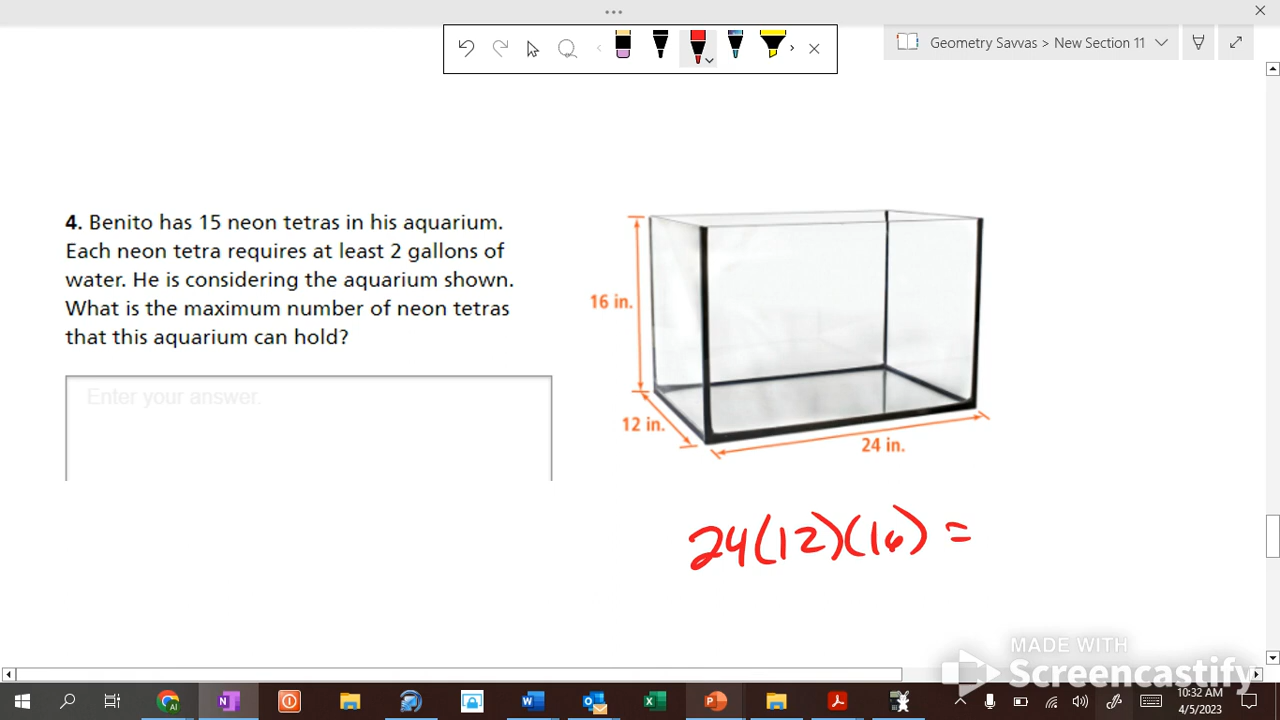 Geometry Savvas > New Section 11
4. Benito has 15 neon tetras in his aquarium.
Each neon tetra requires at least 2 gallons of
water. He is considering the aquarium shown.
What is the maximum number of neon tetras
that this aquarium can hold?
Enter your answer.
16 in.
12 in.
24 in.
24(12)(16) =
MADE WITH
Screencastify
10:32 AM
4/5/2023